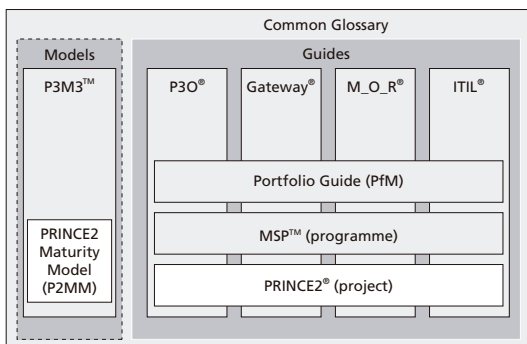 Common Glossary
Models
Guides
P3M3™
P3O®
Gateway®
M_O_R®
ITIL®
Portfolio Guide (PfM)
MSP™ (programme)
PRINCE2® (project)
PRINCE2
Maturity
Model
(P2MM)